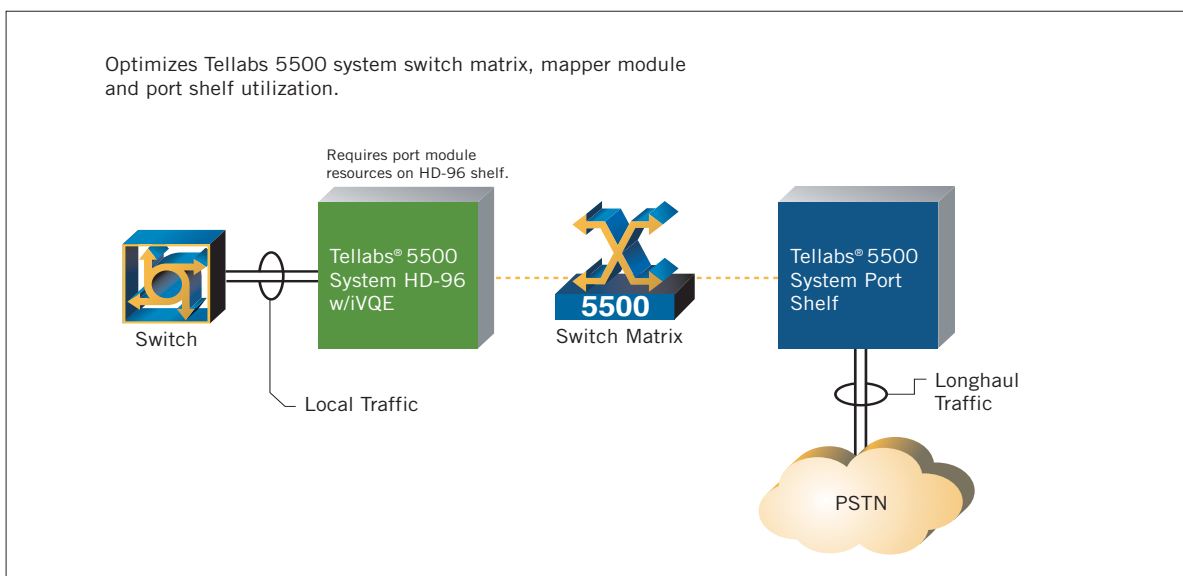 Optimizes Tellabs 5500 system switch matrix, mapper module
and port shelf utilization.
Requires port module
resources on HD-96 shelf.
Tellabs® 5500
System HD-96
w/iVQE
Tellabs® 5500
System Port
Shelf
5500
Switch
Switch Matrix
Local Traffic
Longhaul
Traffic
PSTN